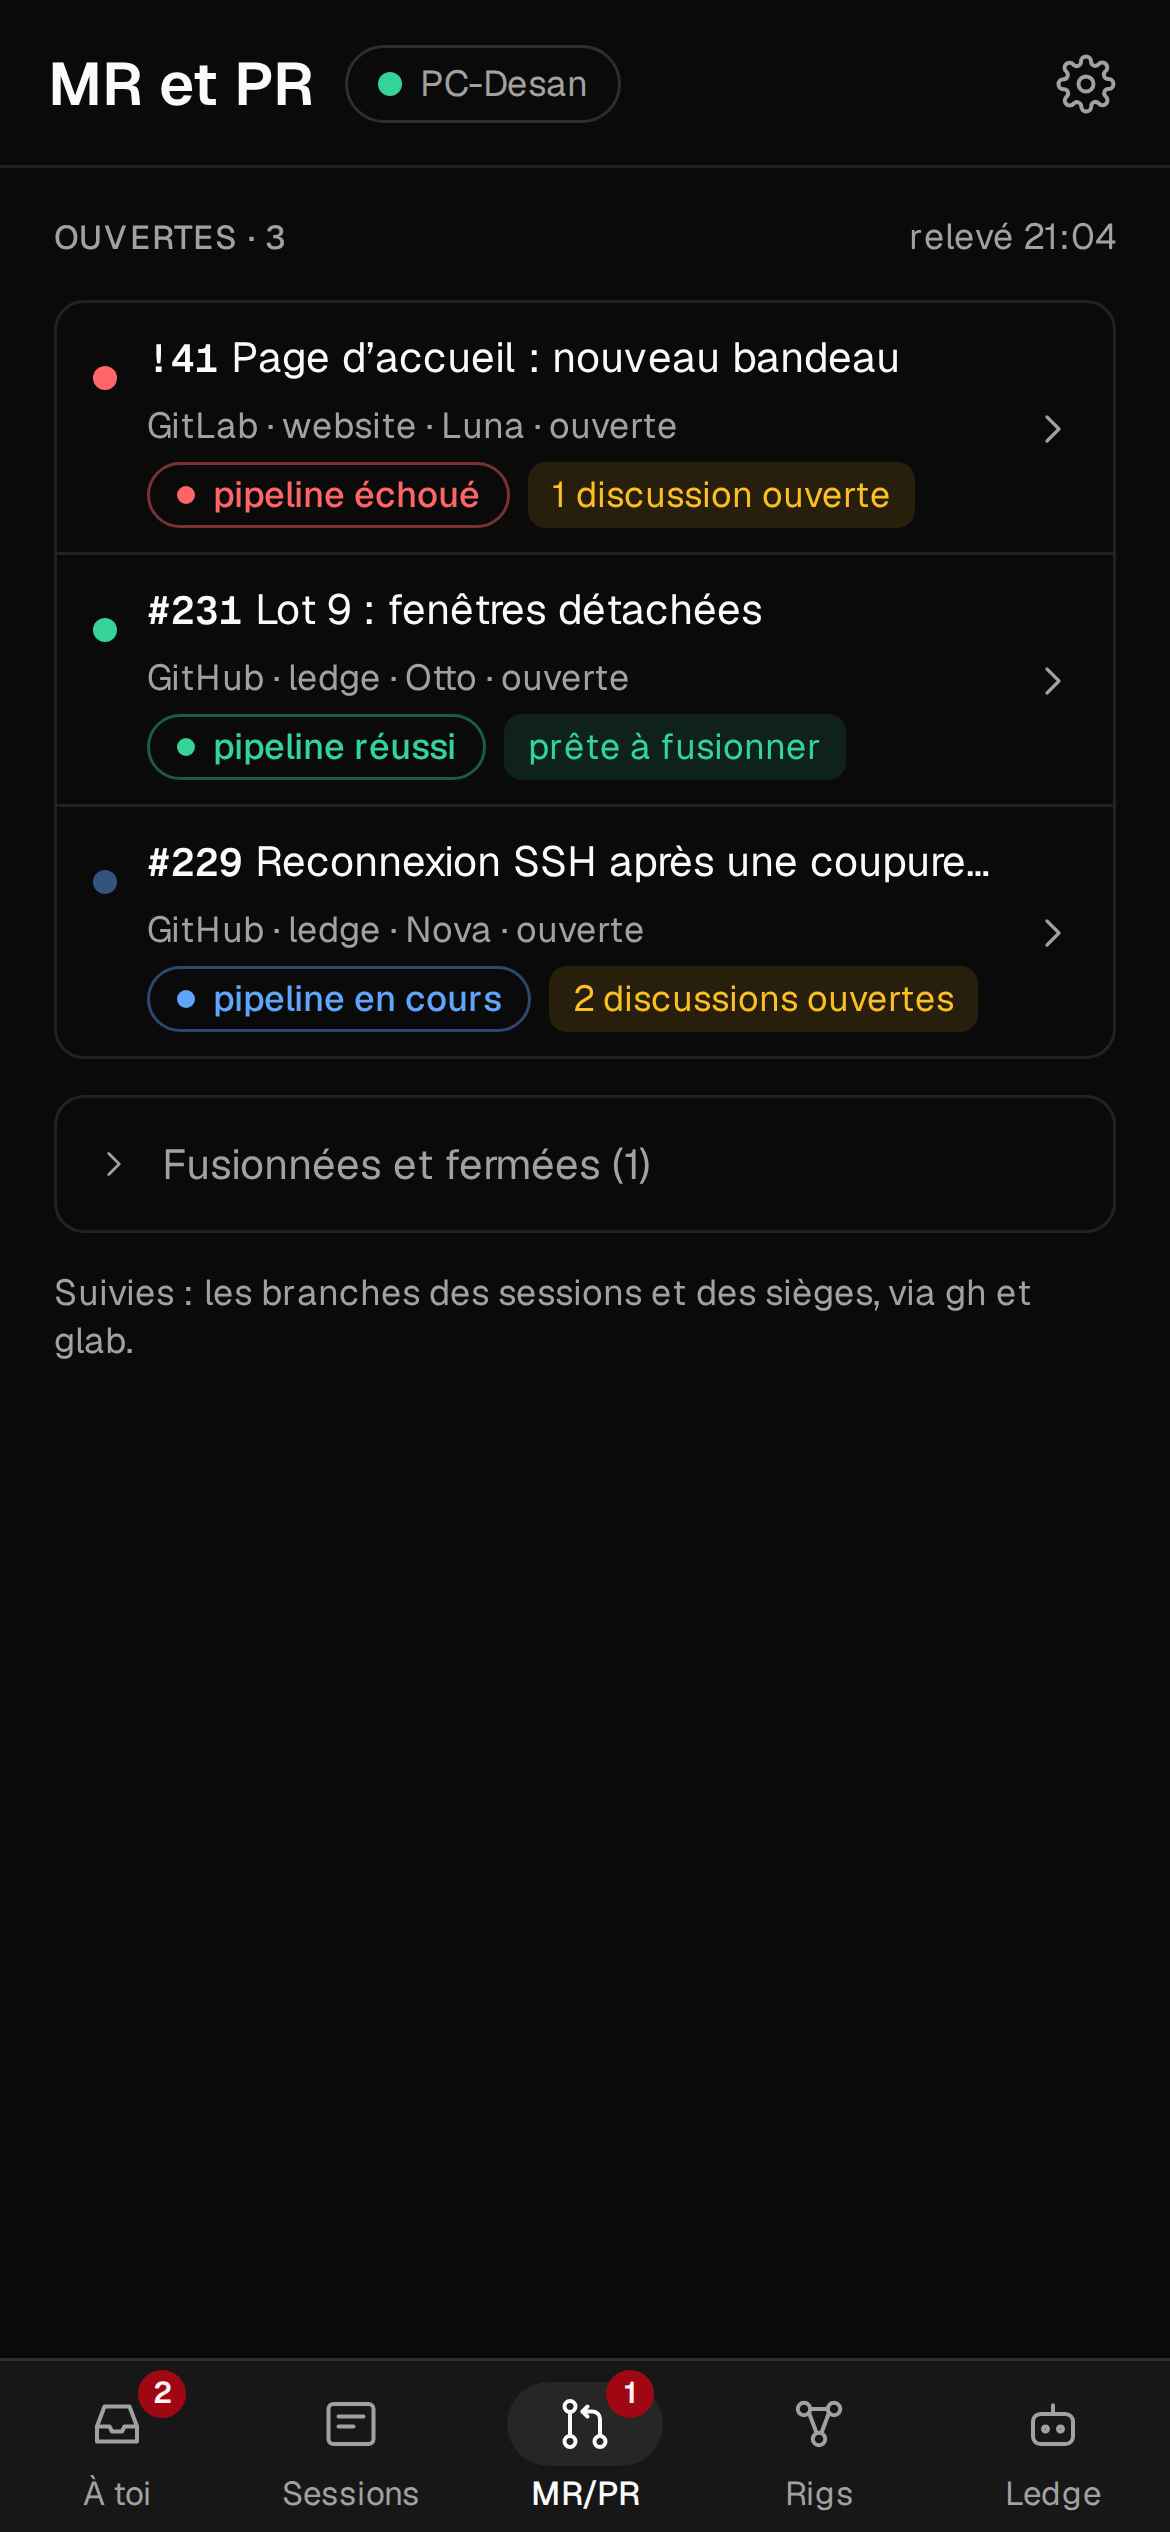 MR et PR
PC-Desan
OUVERTES · 3
relevé 21:04
!41 Page d’accueil : nouveau bandeau
GitLab · website · Luna · ouverte
pipeline échoué
1 discussion ouverte
#231 Lot 9 : fenêtres détachées
GitHub · ledge · Otto · ouverte
pipeline réussi
prête à fusionner
#229 Reconnexion SSH après une coupure…
GitHub · ledge · Nova · ouverte
pipeline en cours
2 discussions ouvertes
Fusionnées et fermées (1)
Suivies : les branches des sessions et des sièges, via gh et
glab.
2
1
À toi
Sessions
MR/PR
Rigs
Ledge